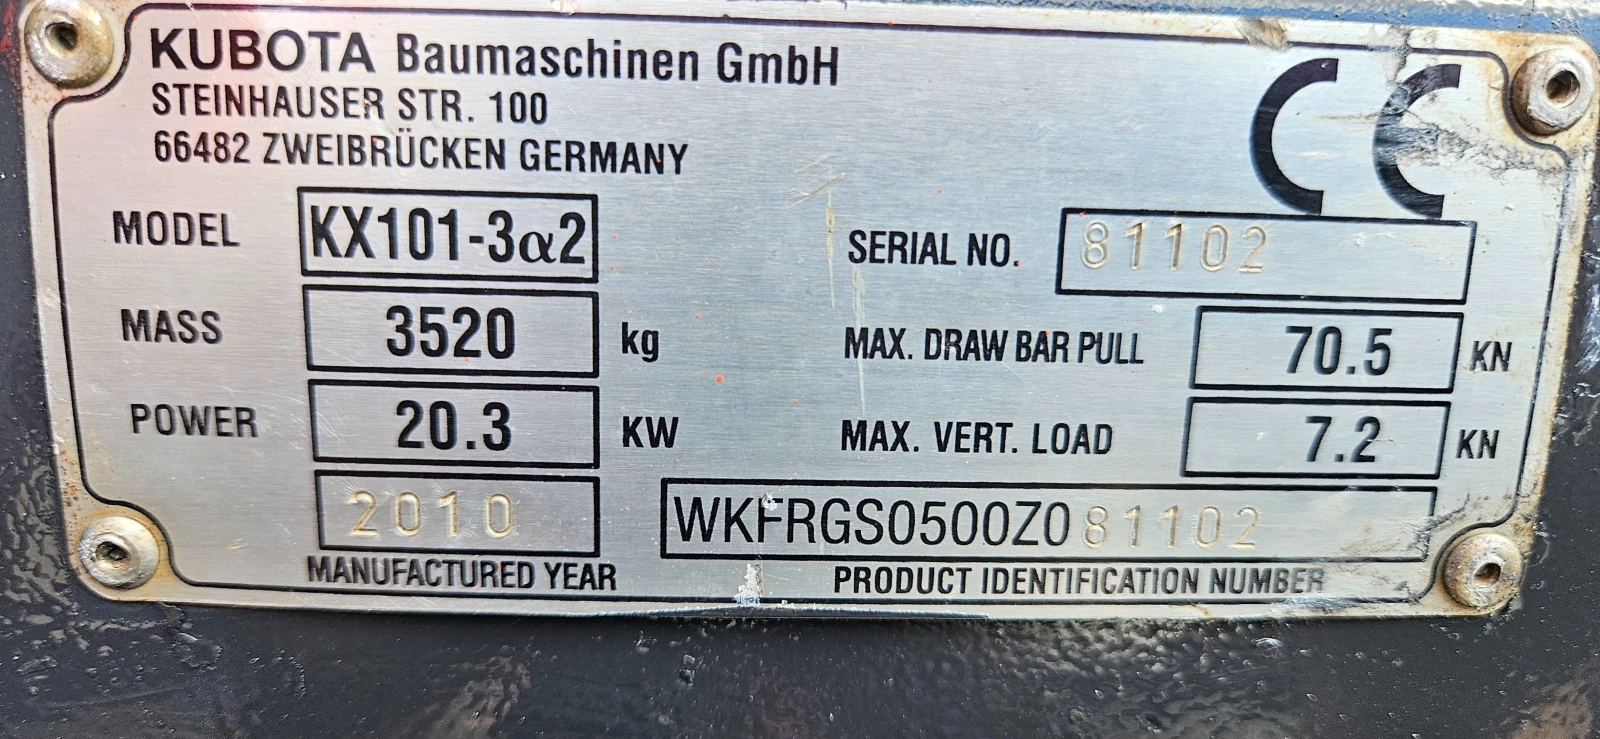 KUBOTA Baumaschinen GmbH
STEINHAUSER STR. 100
66482 ZWEIBRÜCKEN GERMANY
CE
MODEL KX101-3α2
SERIAL NO. 81102
MASS 3520 kg
MAX. DRAW BAR PULL 70.5 KN
POWER 20.3 KW
MAX. VERT. LOAD 7.2 KN
2010 WKFRGS0500Z081102
MANUFACTURED YEAR PRODUCT IDENTIFICATION NUMBER